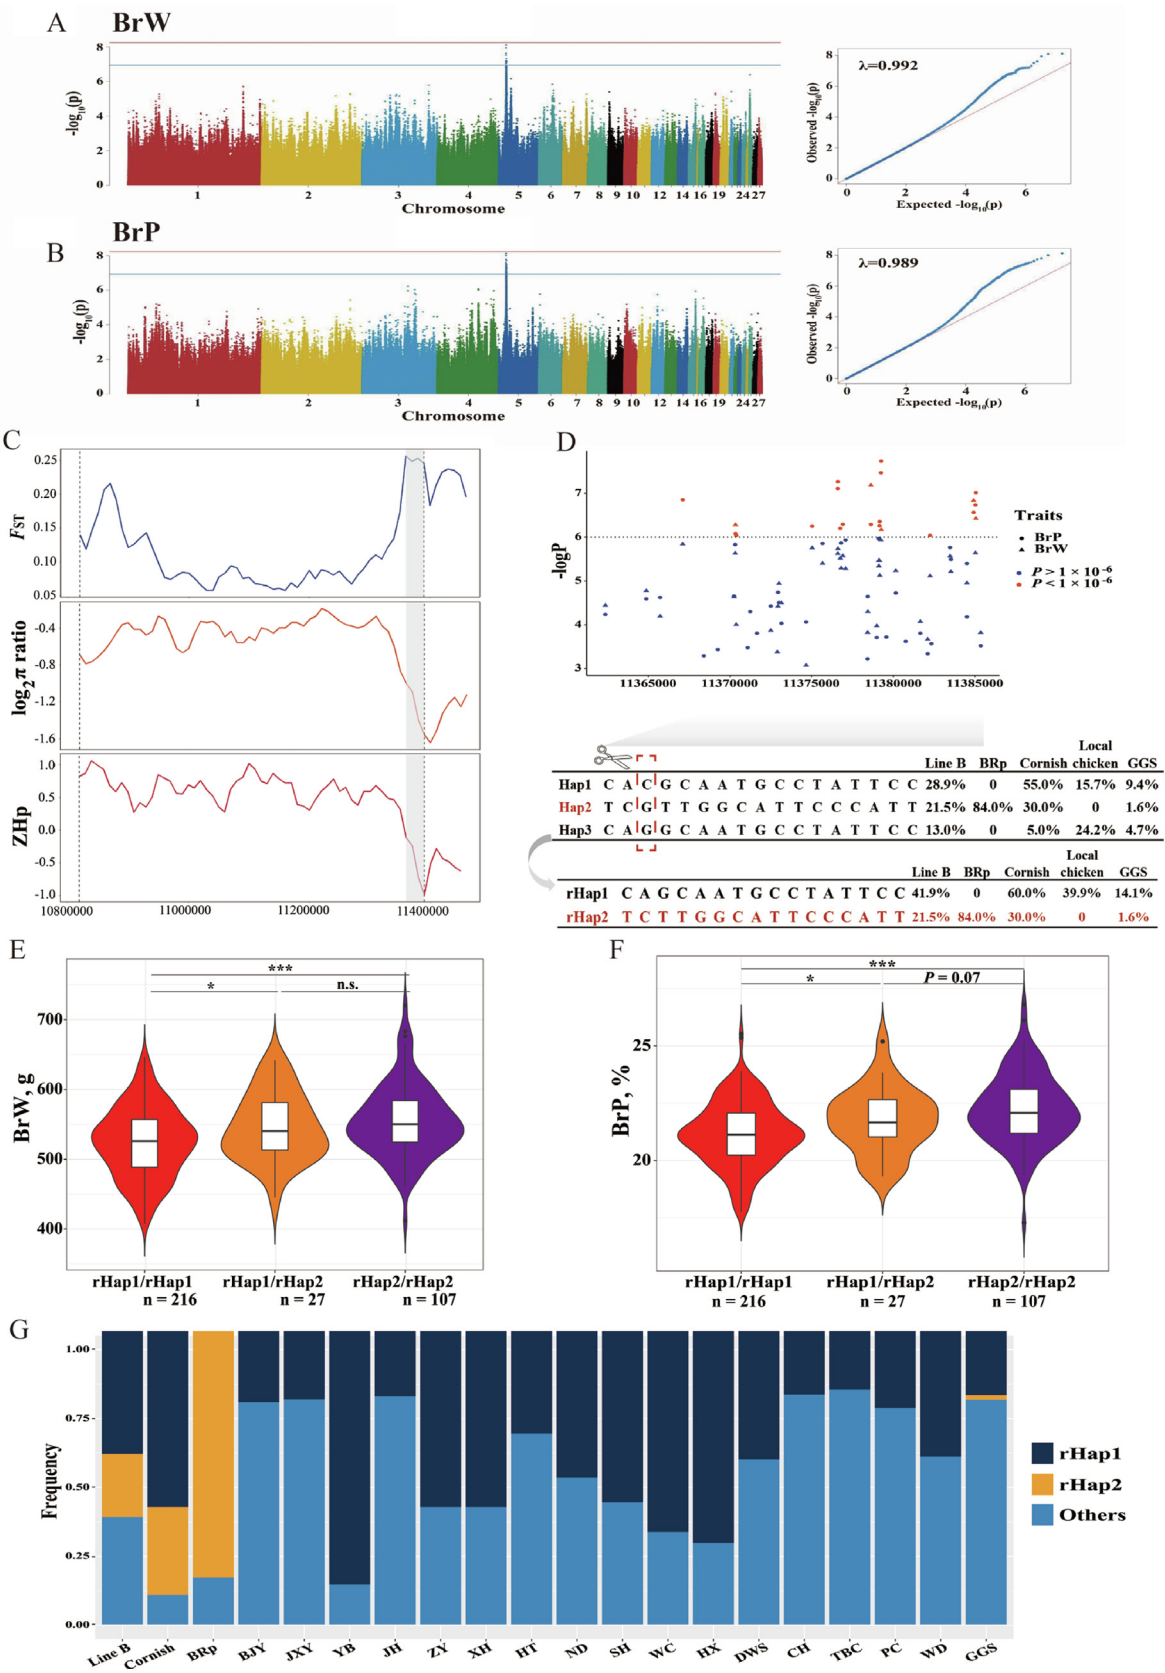 A
BrW
8
6
4
2
0
-log10(p)
1 2 3 4 5 6 7 8 9 10 12 14 16 19 24 27
Chromosome
λ=0.992
8
6
4
2
0
Observed -log10(p)
0 2 4 6
Expected -log10(p)
B
BrP
8
6
4
2
0
-log10(p)
1 2 3 4 5 6 7 8 9 10 12 14 16 19 24 27
Chromosome
λ=0.989
8
6
4
2
0
Observed -log10(p)
0 2 4 6
Expected -log10(p)
C
0.25
0.20
0.15
0.10
0.05
FST
-0.4
-0.8
-1.2
-1.6
log2π ratio
1.0
0.5
0.0
-0.5
-1.0
ZHp
10800000 11000000 11200000 11400000
D
7
6
5
4
3
-logP
11365000 11370000 11375000 11380000 11385000
Traits
BrP
BrW
P > 1 × 10-6
P < 1 × 10-6
Line B BRp Cornish Local chicken GGS
Hap1 C A C G C A A T G C C T A T T C C 28.9% 0 55.0% 15.7% 9.4%
Hap2 T C G T T G G C A T T C C C A T T 21.5% 84.0% 30.0% 0 1.6%
Hap3 C A G G C A A T G C C T A T T C C 13.0% 0 5.0% 24.2% 4.7%
Line B BRp Cornish Local chicken GGS
rHap1 C A G C A A T G C C T A T T C C 41.9% 0 60.0% 39.9% 14.1%
rHap2 T C T T G G C A T T C C C A T T 21.5% 84.0% 30.0% 0 1.6%
E
***
* n.s.
700
600
500
400
BrW, g
rHap1/rHap1 rHap1/rHap2 rHap2/rHap2
n = 216 n = 27 n = 107
F
***
* P = 0.07
25
20
BrP, %
rHap1/rHap1 rHap1/rHap2 rHap2/rHap2
n = 216 n = 27 n = 107
G
1.00
0.75
0.50
0.25
0.00
Frequency
rHap1
rHap2
Others
Line B Cornish BRp BJY JXY YB JH ZY XH HT ND SH WC HX DWS CH TBC PC WD GGS